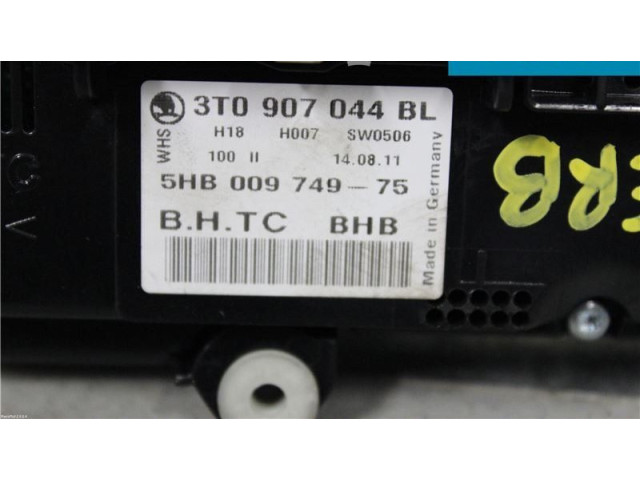 3T0 907 044 BL
WHS
H18 H007 SW0506
100 II 14.08.11
5HB 009 749 - 75
B.H.TC BHB
Made in Germany
ERB
C
V